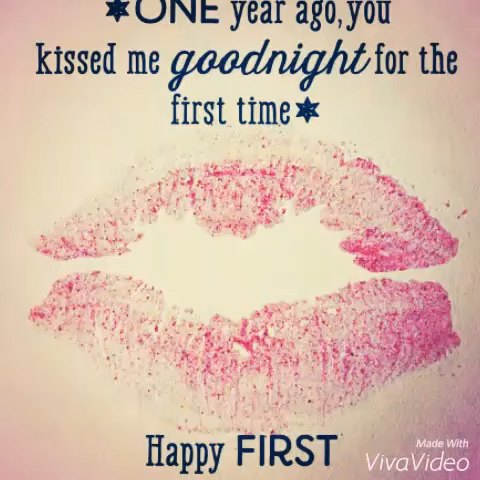 *ONE year ago, you
kissed me goodnight for the
first time*
Happy FIRST
Made With
VivaVideo